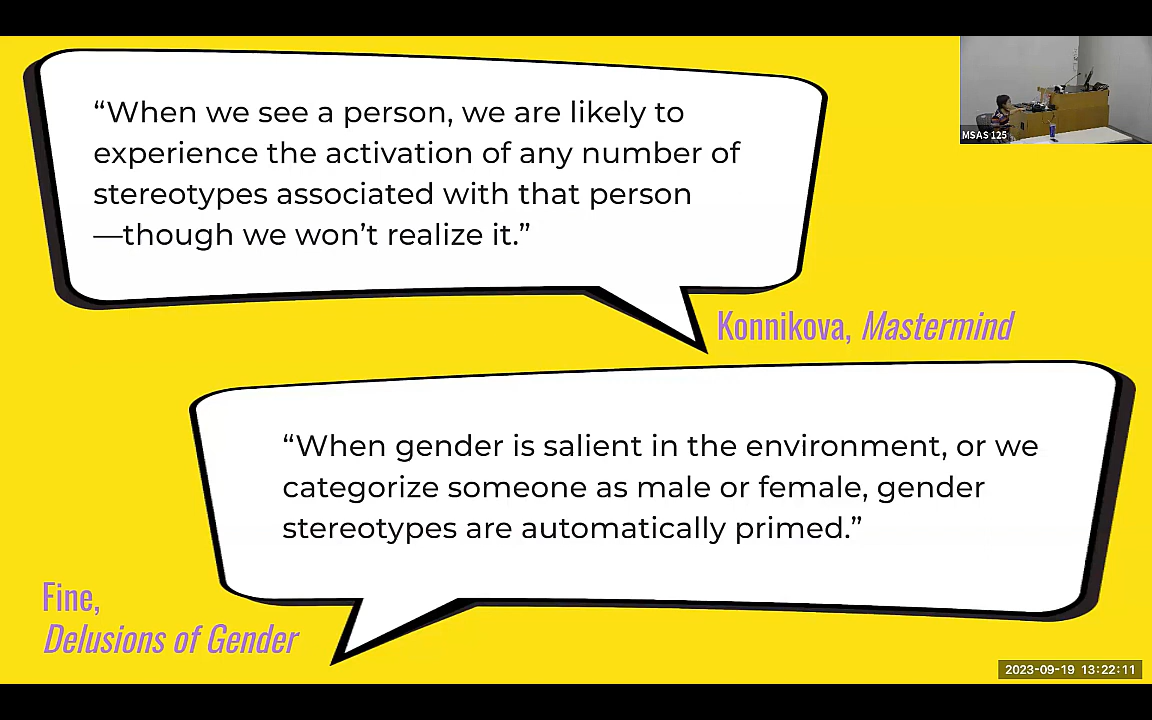 “When we see a person, we are likely to
experience the activation of any number of
stereotypes associated with that person
—though we won’t realize it.”
MSAS 125
Konnikova, Mastermind
“When gender is salient in the environment, or we
categorize someone as male or female, gender
stereotypes are automatically primed.”
Fine,
Delusions of Gender
2023-09-19 13:22:11